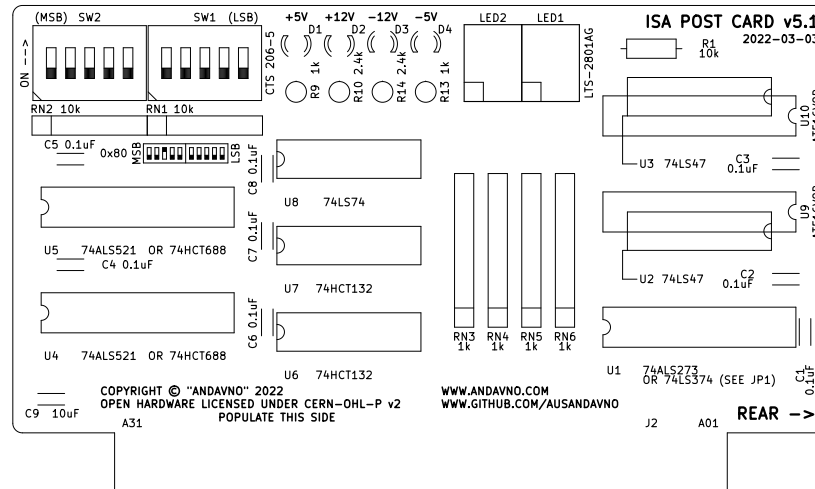 (MSB) SW2
SW1 (LSB)
ON -->
CTS 206-5
+5V +12V -12V -5V
D1 D2 D3 D4
R9 1k
R10 2.4k
R14 2.4k
R13 1k
LED2 LED1
LTS-2801AG
ISA POST CARD v5.1
2022-03-03
R1
10k
RN2 10k
RN1 10k
C5 0.1uF
0x80
MSB
LSB
C8 0.1uF
U8 74LS74
U10
U3 74LS47
C3
0.1uF
U5 74ALS521 OR 74HCT688
C4 0.1uF
C7 0.1uF
U7 74HCT132
U9
U2 74LS47
C2
0.1uF
U4 74ALS521 OR 74HCT688
C6 0.1uF
U6 74HCT132
RN3
1k
RN4
1k
RN5
1k
RN6
1k
U1 74ALS273
OR 74LS374 (SEE JP1)
C1
0.1uF
C9 10uF
COPYRIGHT © "ANDAVNO" 2022
OPEN HARDWARE LICENSED UNDER CERN-OHL-P v2
POPULATE THIS SIDE
WWW.ANDAVNO.COM
WWW.GITHUB.COM/AUSANDAVNO
REAR ->
A31
J2 A01